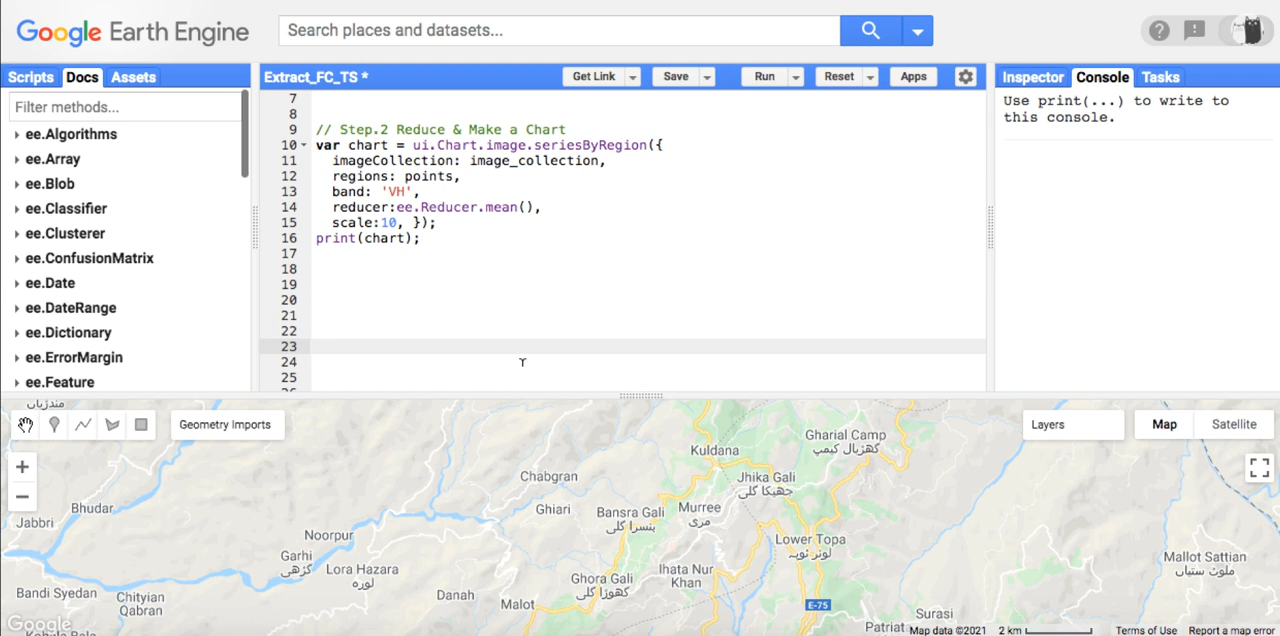 Google Earth Engine
Search places and datasets...
Scripts Docs Assets
Filter methods...
ee.Algorithms
ee.Array
ee.Blob
ee.Classifier
ee.Clusterer
ee.ConfusionMatrix
ee.Date
ee.DateRange
ee.Dictionary
ee.ErrorMargin
ee.Feature
Extract_FC_TS *
Get Link Save Run Reset Apps
7
8
9 // Step.2 Reduce & Make a Chart
10 var chart = ui.Chart.image.seriesByRegion({
11 imageCollection: image_collection,
12 regions: points,
13 band: 'VH',
14 reducer:ee.Reducer.mean(),
15 scale:10, });
16 print(chart);
17
18
19
20
21
22
23
24
25
Inspector Console Tasks
Use print(...) to write to
this console.
Geometry Imports
Layers
Map Satellite
Kuldana
Gharial Camp
گھڑیال کیمپ
Chabgran
Jhika Gali
جھیکا گلی
Bhudar
Ghiari
Bansra Gali
بنسرا گلی
Murree
مری
Jabbri
Noorpur
Lower Topa
لوئر ٹوپہ
Garhi
گڑھی
Lora Hazara
لورہ
Mallot Sattian
ملوٹ ستیاں
Ghora Gali
گھوڑا گلی
Ihata Nur
Khan
Bandi Syedan
Chityian
Qabran
Danah
Malot
E-75
Surasi
Patriat
Google
Map data ©2021 2 km Terms of Use Report a map error